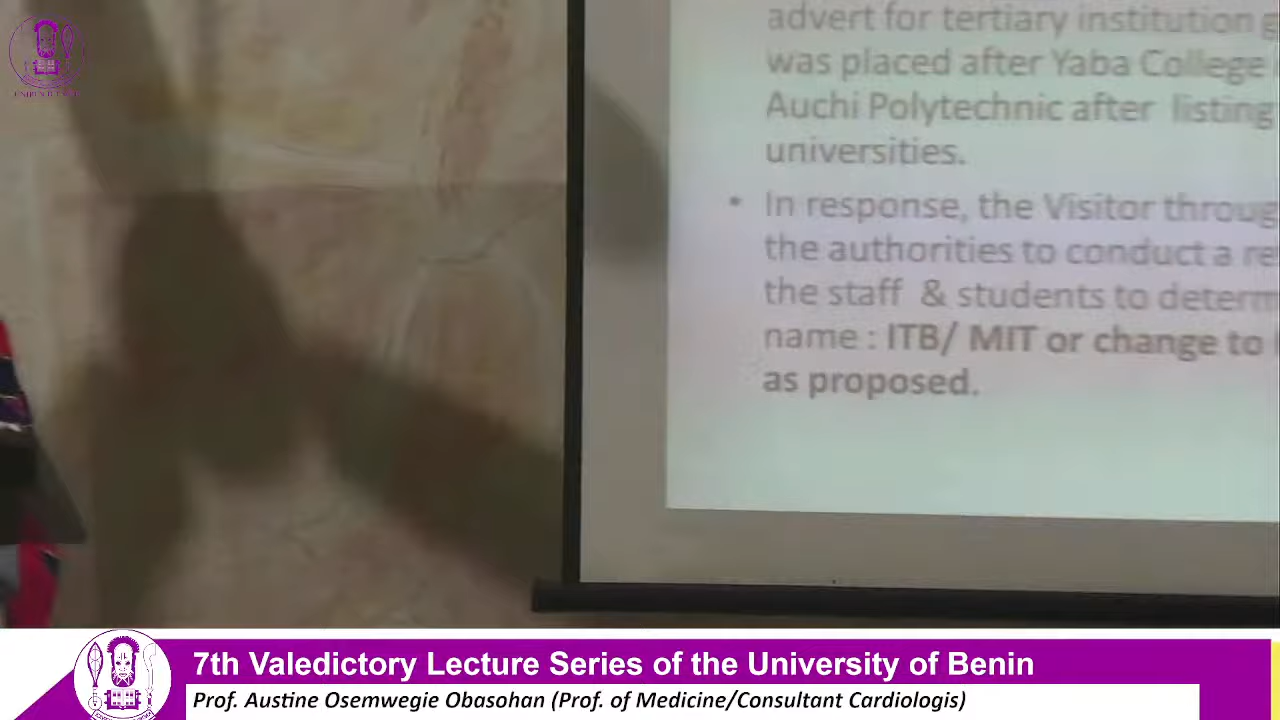 advert for tertiary institution
was placed after Yaba College
Auchi Polytechnic after listing
universities.
• In response, the Visitor
the authorities to conduct a
the staff & students to
name : ITB/ MIT or change to
as proposed.
7th Valedictory Lecture Series of the University of Benin
Prof. Austine Osemwegie Obasohan (Prof. of Medicine/Consultant Cardiologis)